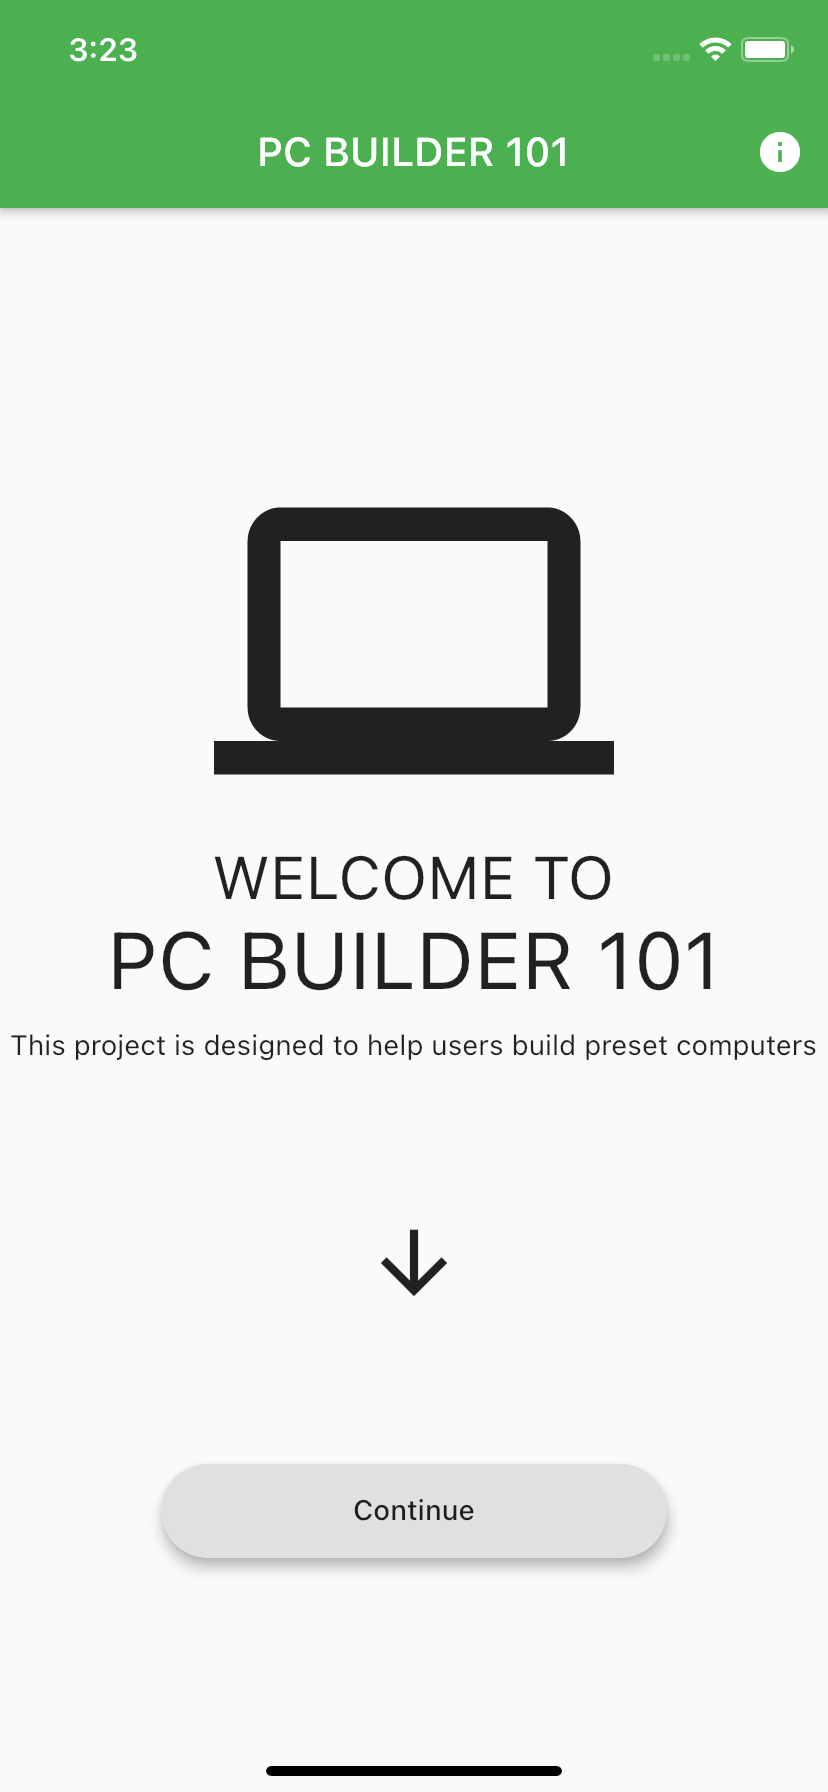 3:23
PC BUILDER 101
WELCOME TO
PC BUILDER 101
This project is designed to help users build preset computers
Continue